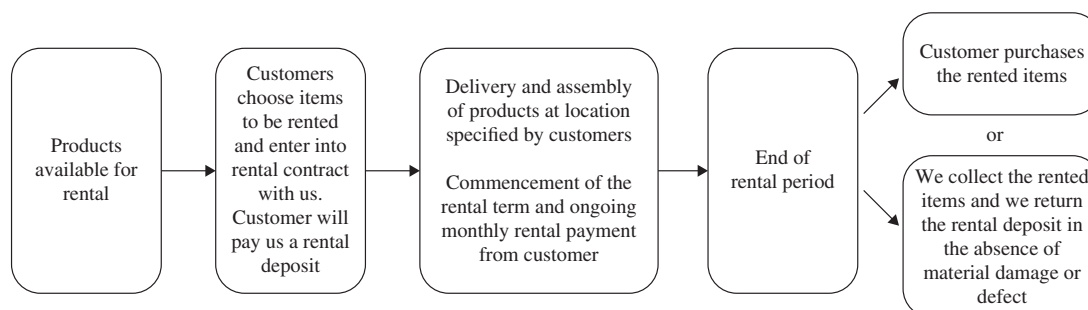 Products
available for
rental
Customers
choose items
to be rented
and enter into
rental contract
with us.
Customer will
pay us a rental
deposit
Delivery and assembly
of products at location
specified by customers
Commencement of the
rental term and ongoing
monthly rental payment
from customer
End of
rental period
Customer purchases
the rented items
or
We collect the rented
items and we return
the rental deposit in
the absence of
material damage or
defect